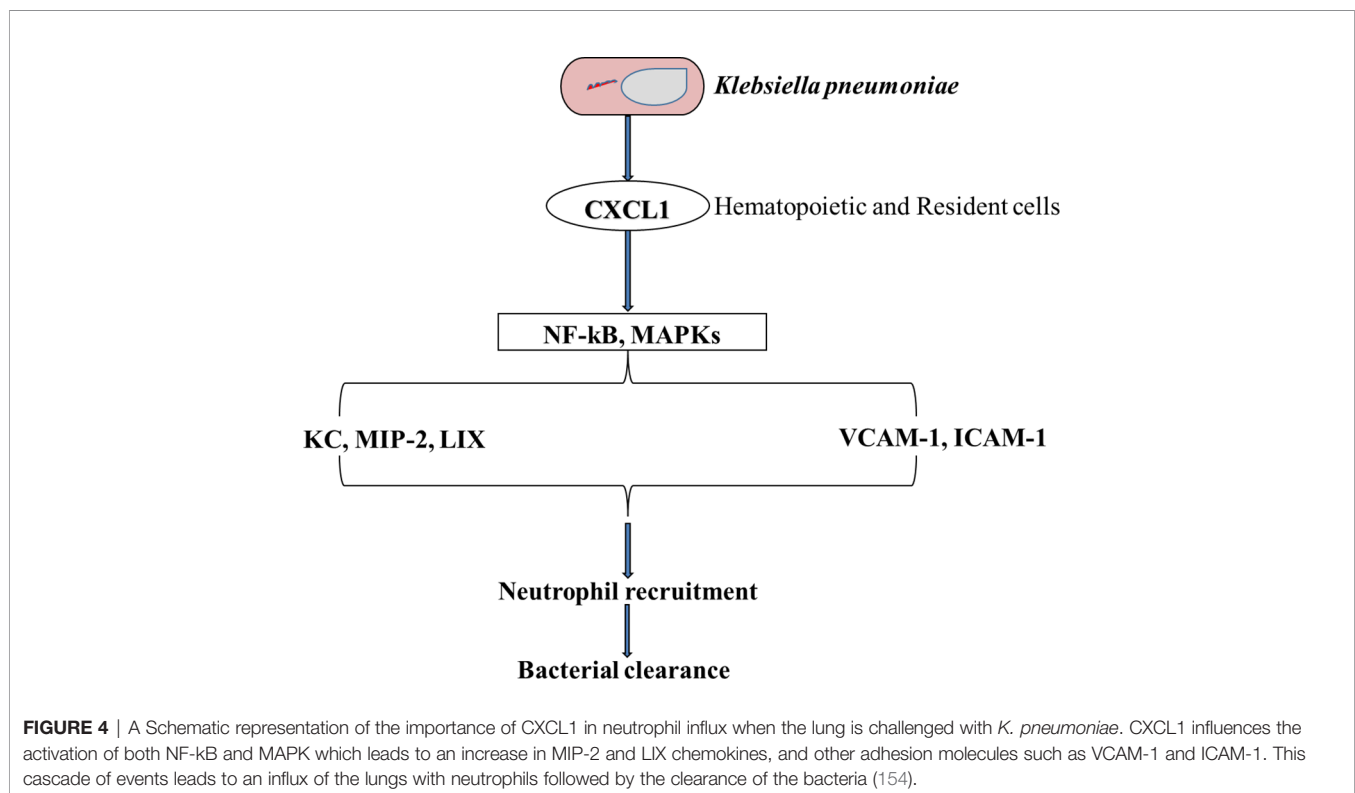 Klebsiella pneumoniae
CXCL1 Hematopoietic and Resident cells
NF-kB, MAPKs
KC, MIP-2, LIX VCAM-1, ICAM-1
Neutrophil recruitment
Bacterial clearance
FIGURE 4 | A Schematic representation of the importance of CXCL1 in neutrophil influx when the lung is challenged with K. pneumoniae. CXCL1 influences the
activation of both NF-kB and MAPK which leads to an increase in MIP-2 and LIX chemokines, and other adhesion molecules such as VCAM-1 and ICAM-1. This
cascade of events leads to an influx of the lungs with neutrophils followed by the clearance of the bacteria (154).